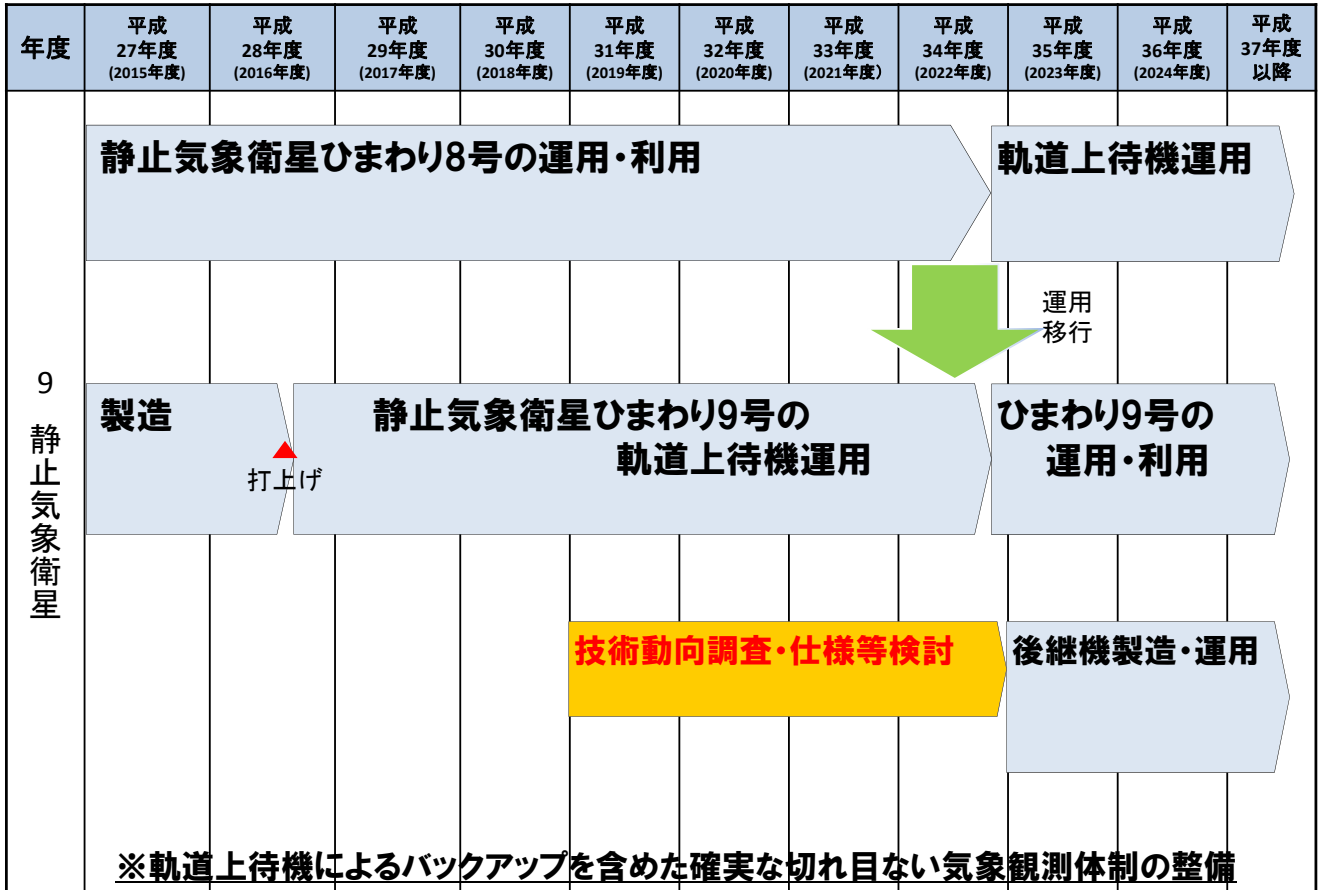 年度
平成
27年度
(2015年度)
平成
28年度
(2016年度)
平成
29年度
(2017年度)
平成
30年度
(2018年度)
平成
31年度
(2019年度)
平成
32年度
(2020年度)
平成
33年度
(2021年度)
平成
34年度
(2022年度)
平成
35年度
(2023年度)
平成
36年度
(2024年度)
平成
37年度
以降
9 静止気象衛星
静止気象衛星ひまわり8号の運用・利用
軌道上待機運用
運用
移行
製造
打上げ
静止気象衛星ひまわり9号の
軌道上待機運用
ひまわり9号の
運用・利用
技術動向調査・仕様等検討
後継機製造・運用
※軌道上待機によるバックアップを含めた確実な切れ目ない気象観測体制の整備